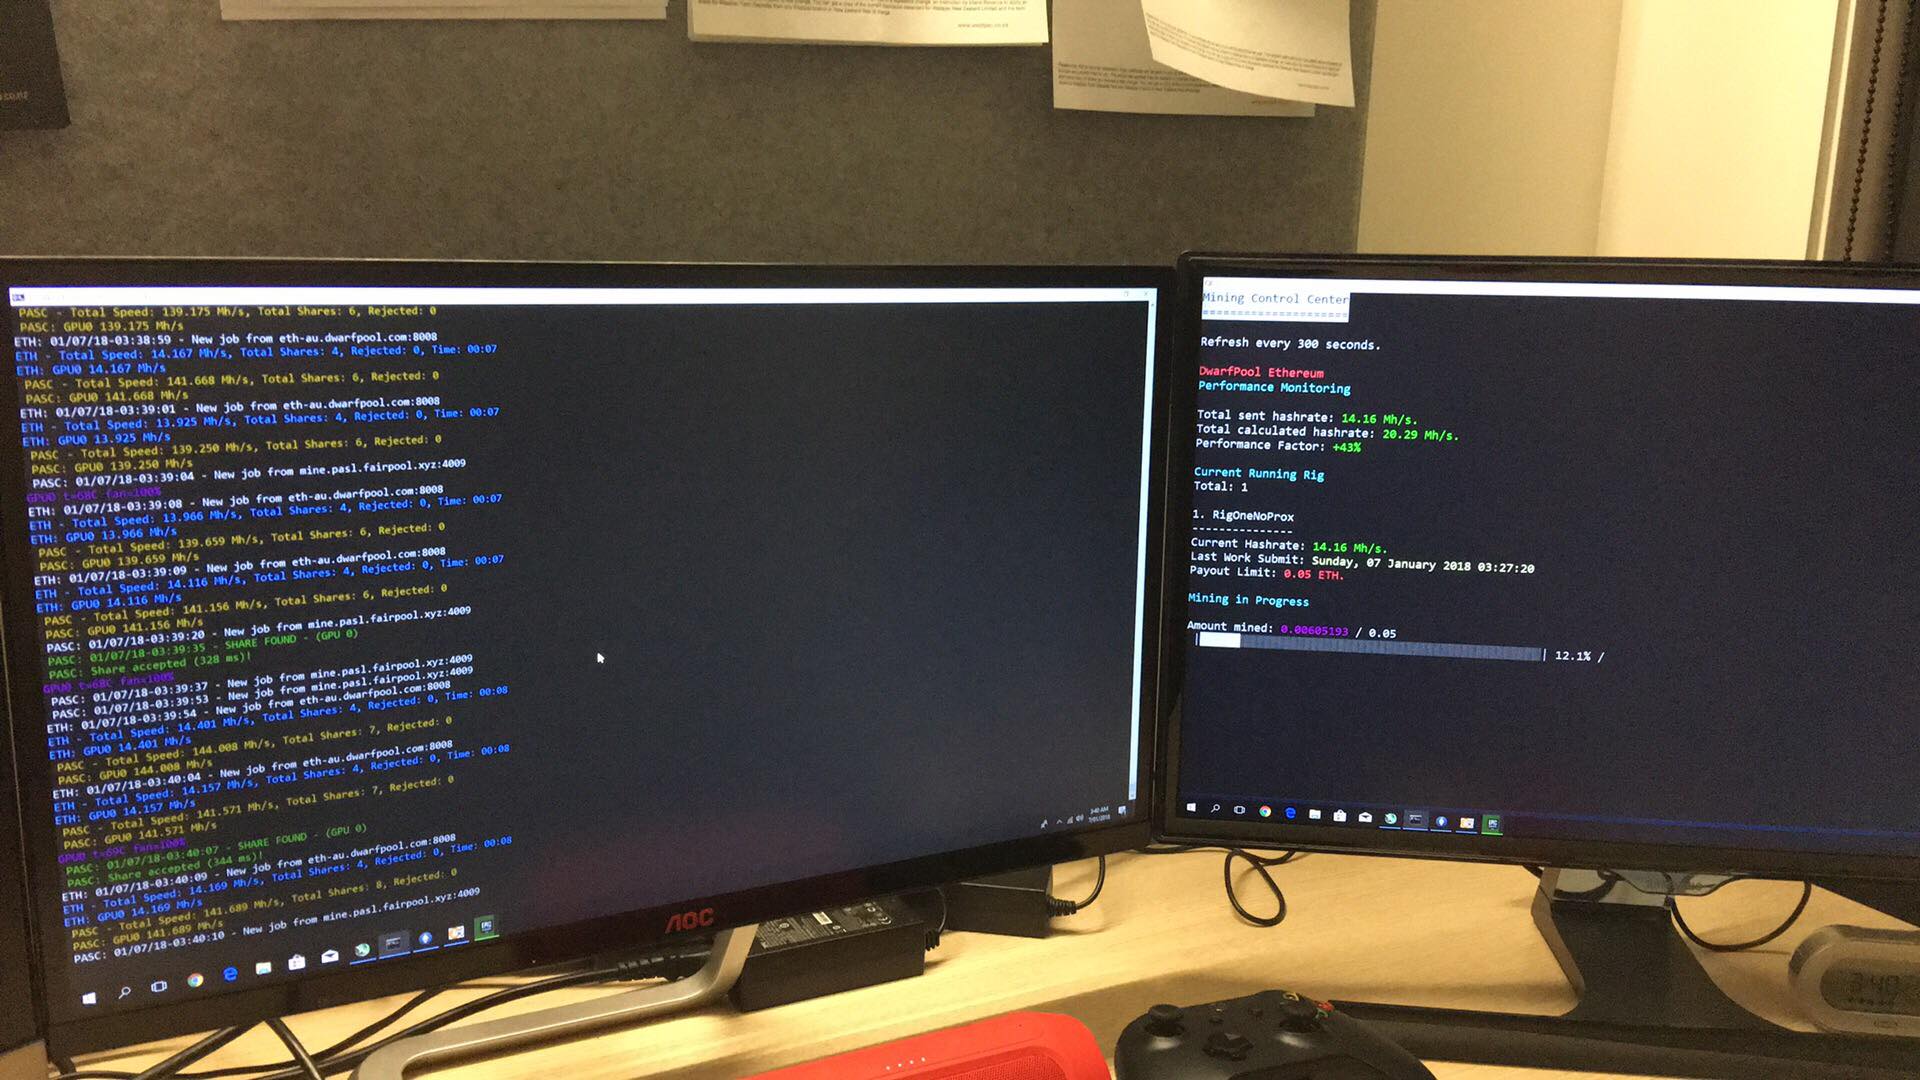 www.westpac.co.nz
PASC - Total Speed: 139.175 Mh/s, Total Shares: 6, Rejected: 0
PASC: GPU0 139.175 Mh/s
ETH: 01/07/18-03:38:59 - New job from eth-au.dwarfpool.com:8008
ETH - Total Speed: 14.167 Mh/s, Total Shares: 4, Rejected: 0, Time: 00:07
ETH: GPU0 14.167 Mh/s
PASC - Total Speed: 141.668 Mh/s, Total Shares: 6, Rejected: 0
PASC: GPU0 141.668 Mh/s
ETH: 01/07/18-03:39:01 - New job from eth-au.dwarfpool.com:8008
ETH - Total Speed: 13.925 Mh/s, Total Shares: 4, Rejected: 0, Time: 00:07
ETH: GPU0 13.925 Mh/s
PASC - Total Speed: 139.250 Mh/s, Total Shares: 6, Rejected: 0
PASC: GPU0 139.250 Mh/s
PASC: 01/07/18-03:39:04 - New job from mine.pasl.fairpool.xyz:4009
GPU0 t=68C fan=100%
ETH: 01/07/18-03:39:08 - New job from eth-au.dwarfpool.com:8008
ETH - Total Speed: 13.966 Mh/s, Total Shares: 4, Rejected: 0, Time: 00:07
ETH: GPU0 13.966 Mh/s
PASC - Total Speed: 139.659 Mh/s, Total Shares: 6, Rejected: 0
PASC: GPU0 139.659 Mh/s
ETH: 01/07/18-03:39:09 - New job from eth-au.dwarfpool.com:8008
ETH - Total Speed: 14.116 Mh/s, Total Shares: 4, Rejected: 0, Time: 00:07
ETH: GPU0 14.116 Mh/s
PASC - Total Speed: 141.156 Mh/s, Total Shares: 6, Rejected: 0
PASC: GPU0 141.156 Mh/s
PASC: 01/07/18-03:39:20 - New job from mine.pasl.fairpool.xyz:4009
PASC: 01/07/18-03:39:35 - SHARE FOUND - (GPU 0)
PASC: Share accepted (328 ms)!
GPU0 t=68C fan=100%
PASC: 01/07/18-03:39:37 - New job from mine.pasl.fairpool.xyz:4009
PASC: 01/07/18-03:39:53 - New job from mine.pasl.fairpool.xyz:4009
ETH: 01/07/18-03:39:54 - New job from eth-au.dwarfpool.com:8008
ETH - Total Speed: 14.401 Mh/s, Total Shares: 4, Rejected: 0, Time: 00:08
ETH: GPU0 14.401 Mh/s
PASC - Total Speed: 144.008 Mh/s, Total Shares: 7, Rejected: 0
PASC: GPU0 144.008 Mh/s
ETH: 01/07/18-03:40:04 - New job from eth-au.dwarfpool.com:8008
ETH - Total Speed: 14.157 Mh/s, Total Shares: 4, Rejected: 0, Time: 00:08
ETH: GPU0 14.157 Mh/s
PASC - Total Speed: 141.571 Mh/s, Total Shares: 7, Rejected: 0
PASC: GPU0 141.571 Mh/s
GPU0 t=69C fan=100%
PASC: 01/07/18-03:40:07 - SHARE FOUND - (GPU 0)
PASC: Share accepted (344 ms)!
ETH: 01/07/18-03:40:09 - New job from eth-au.dwarfpool.com:8008
ETH - Total Speed: 14.169 Mh/s, Total Shares: 4, Rejected: 0, Time: 00:08
ETH: GPU0 14.169 Mh/s
PASC - Total Speed: 141.689 Mh/s, Total Shares: 8, Rejected: 0
PASC: GPU0 141.689 Mh/s
PASC: 01/07/18-03:40:10 - New job from mine.pasl.fairpool.xyz:4009
3:40 AM
7/01/2018
AOC
Mining Control Center
=====================
Refresh every 300 seconds.
DwarfPool Ethereum
Performance Monitoring
Total sent hashrate: 14.16 Mh/s.
Total calculated hashrate: 20.29 Mh/s.
Performance Factor: +43%
Current Running Rig
Total: 1
1. RigOneNoProx
---------------
Current Hashrate: 14.16 Mh/s.
Last Work Submit: Sunday, 07 January 2018 03:27:20
Payout Limit: 0.05 ETH.
Mining in Progress
Amount mined: 0.00605193 / 0.05
12.1% /
3:40